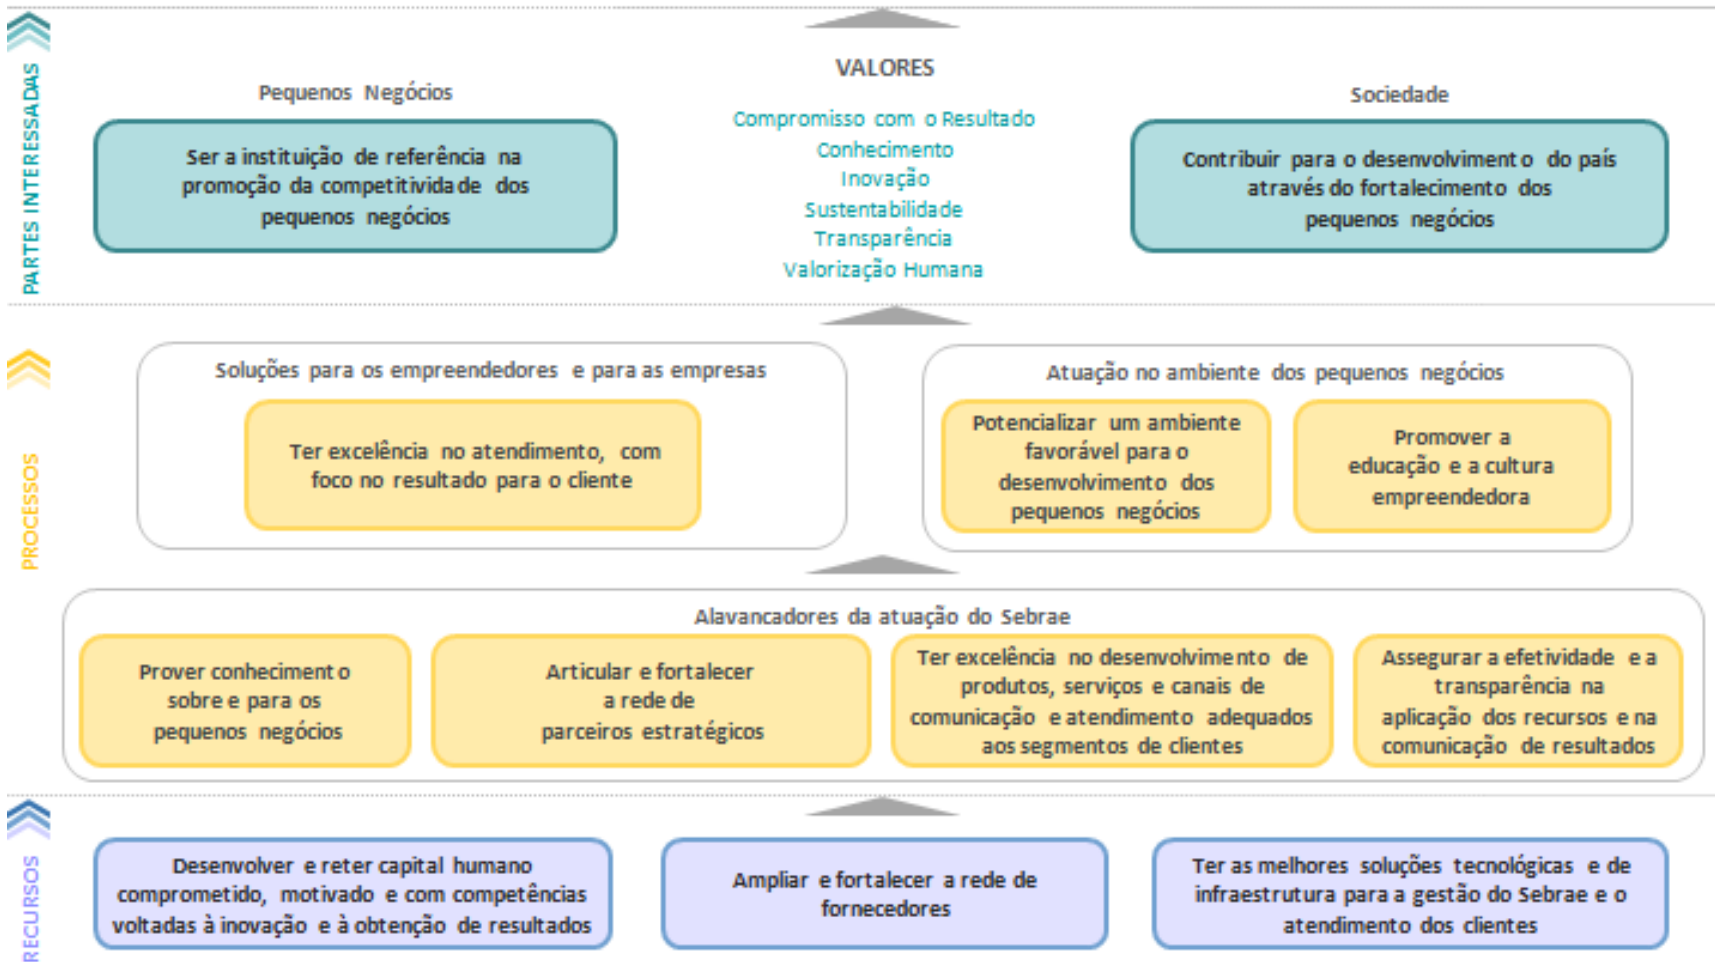 PARTES INTERESSADAS
VALORES
Pequenos Negócios
Sociedade
Compromisso com o Resultado
Conhecimento
Inovação
Sustentabilidade
Transparência
Valorização Humana
Ser a instituição de referência na
promoção da competitividade dos
pequenos negócios
Contribuir para o desenvolvimento do país
através do fortalecimento dos
pequenos negócios
PROCESSOS
Soluções para os empreendedores e para as empresas
Ter excelência no atendimento, com
foco no resultado para o cliente
Atuação no ambiente dos pequenos negócios
Potencializar um ambiente
favorável para o
desenvolvimento dos
pequenos negócios
Promover a
educação e a cultura
empreendedora
Alavancadores da atuação do Sebrae
Prover conhecimento
sobre e para os
pequenos negócios
Articular e fortalecer
a rede de
parceiros estratégicos
Ter excelência no desenvolvimento de
produtos, serviços e canais de
comunicação e atendimento adequados
aos segmentos de clientes
Assegurar a efetividade e a
transparência na
aplicação dos recursos e na
comunicação de resultados
RECURSOS
Desenvolver e reter capital humano
comprometido, motivado e com competências
voltadas à inovação e à obtenção de resultados
Ampliar e fortalecer a rede de
fornecedores
Ter as melhores soluções tecnológicas e de
infraestrutura para a gestão do Sebrae e o
atendimento dos clientes